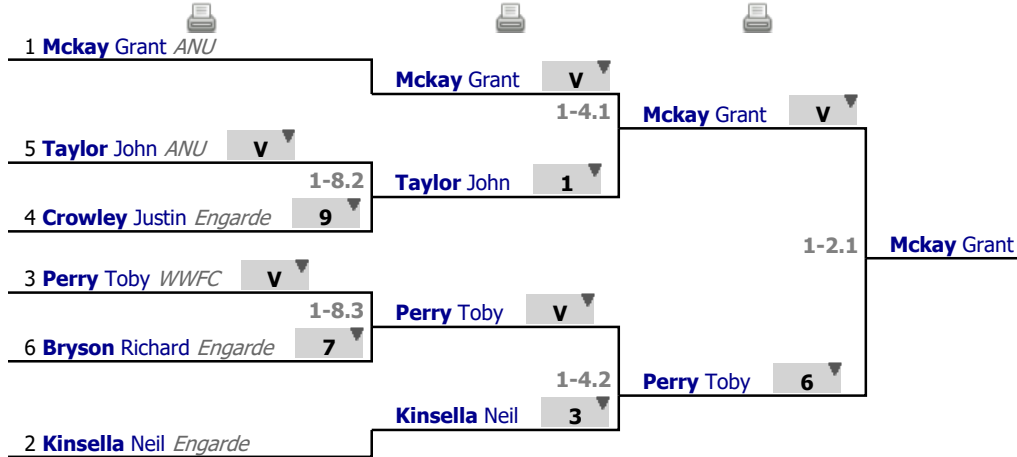 1 Mckay Grant ANU
Mckay Grant V
1-4.1
Mckay Grant V
5 Taylor John ANU V
1-8.2
Taylor John 1
4 Crowley Justin Engarde 9
1-2.1
Mckay Grant
3 Perry Toby WWFC V
1-8.3
Perry Toby V
6 Bryson Richard Engarde 7
1-4.2
Perry Toby 6
Kinsella Neil 3
2 Kinsella Neil Engarde